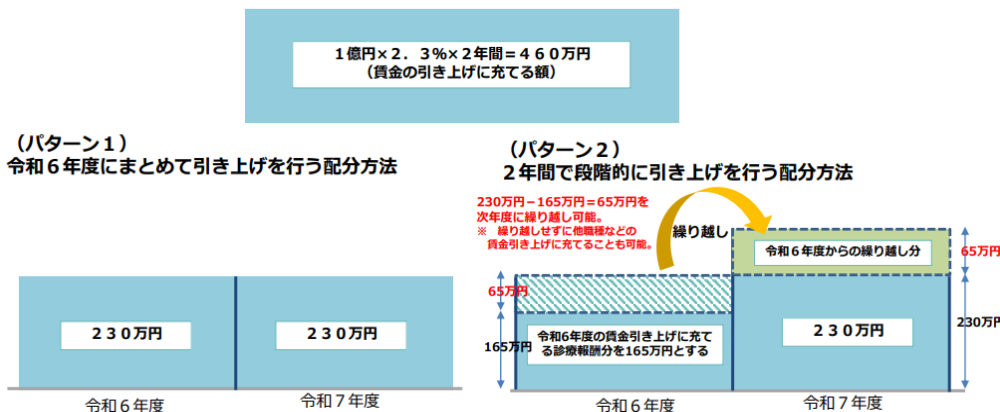 1億円×2．3%×2年間＝460万円
（賃金の引き上げに充てる額）
（パターン１）
令和６年度にまとめて引き上げを行う配分方法
２３０万円
２３０万円
令和６年度
令和７年度
（パターン２）
２年間で段階的に引き上げを行う配分方法
230万円－165万円＝65万円を
次年度に繰り越し可能。
※　繰り越しせずに他職種などの
賃金引き上げに充てることも可能。
繰り越し
令和６年度からの繰り越し分
65万円
65万円
165万円
令和6年度の賃金引き上げに充て
る診療報酬分を165万円とする
２３０万円
230万円
令和６年度
令和７年度